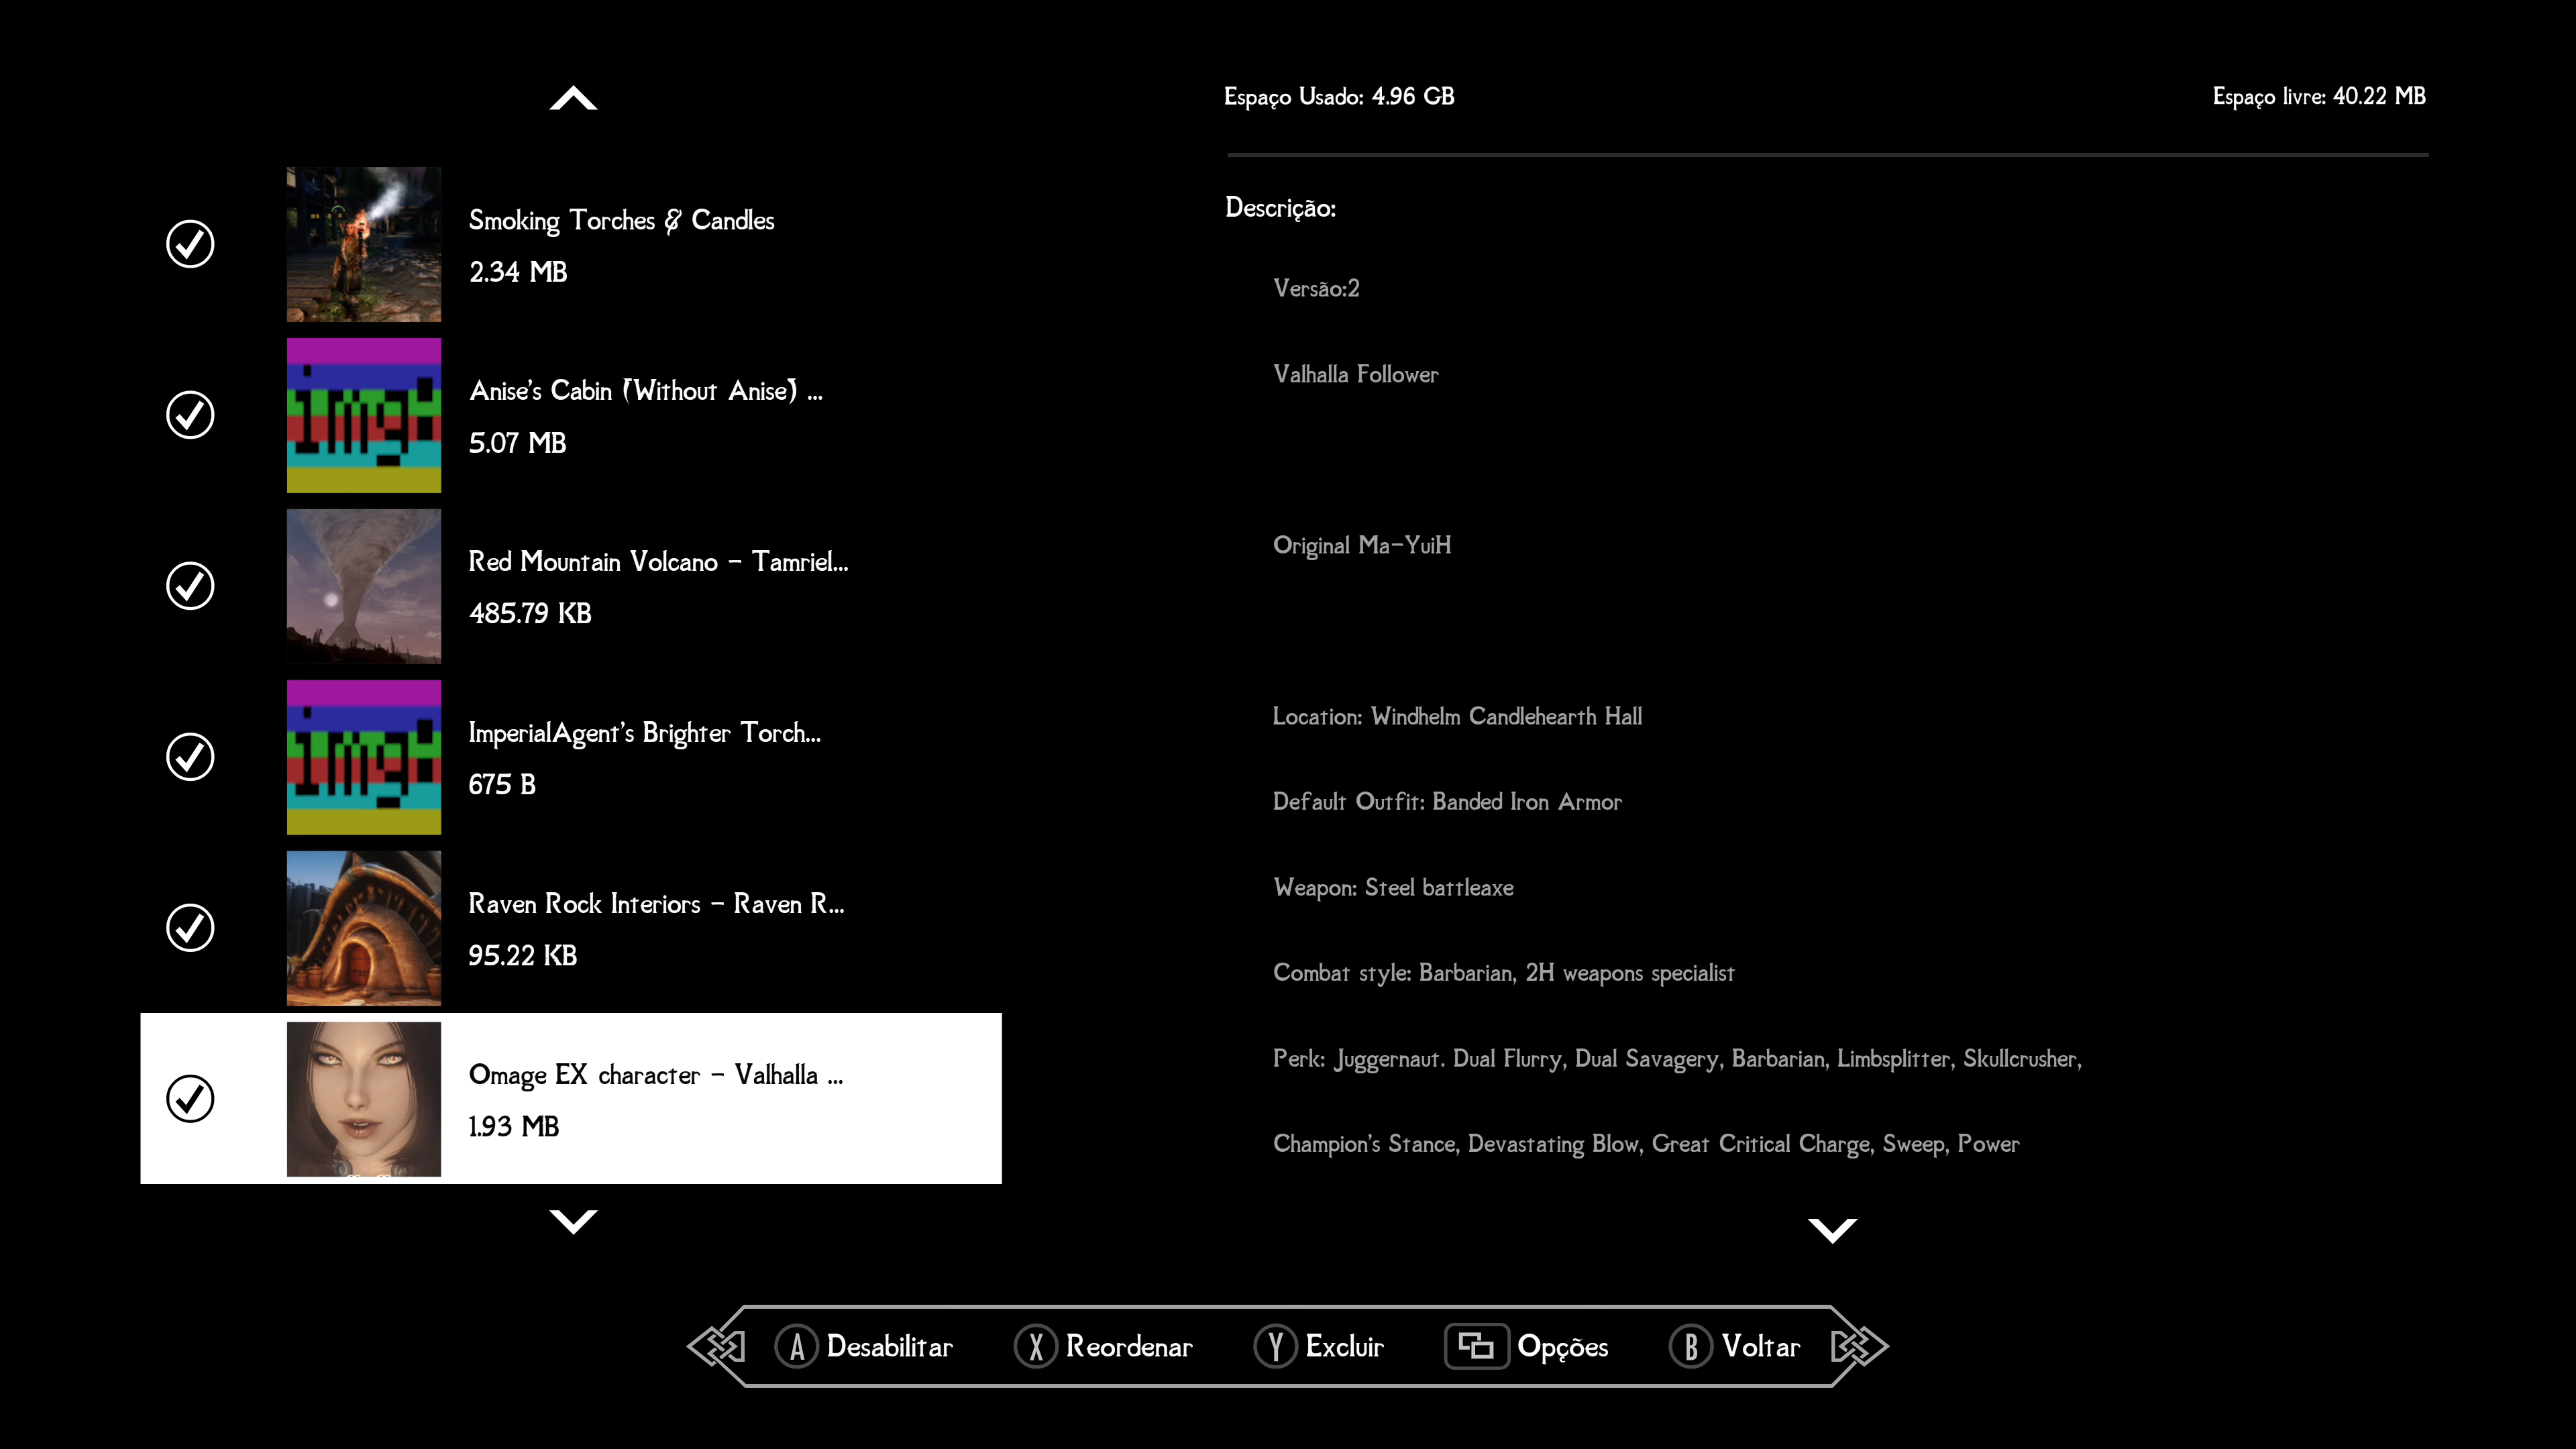 Espaço Usado: 4.96 GB
Espaço livre: 40.22 MB
Smoking Torches & Candles
2.34 MB
Anise's Cabin (Without Anise) ...
5.07 MB
Red Mountain Volcano - Tamriel...
485.79 KB
ImperialAgent's Brighter Torch...
675 B
Raven Rock Interiors - Raven R...
95.22 KB
Omage EX character - Valhalla ...
1.93 MB
Descrição:
Versão:2
Valhalla Follower
Original Ma-YuiH
Location: Windhelm Candlehearth Hall
Default Outfit: Banded Iron Armor
Weapon: Steel battleaxe
Combat style: Barbarian, 2H weapons specialist
Perk: Juggernaut. Dual Flurry, Dual Savagery, Barbarian, Limbsplitter, Skullcrusher,
Champion's Stance, Devastating Blow, Great Critical Charge, Sweep, Power
A Desabilitar X Reordenar Y Excluir Opções B Voltar